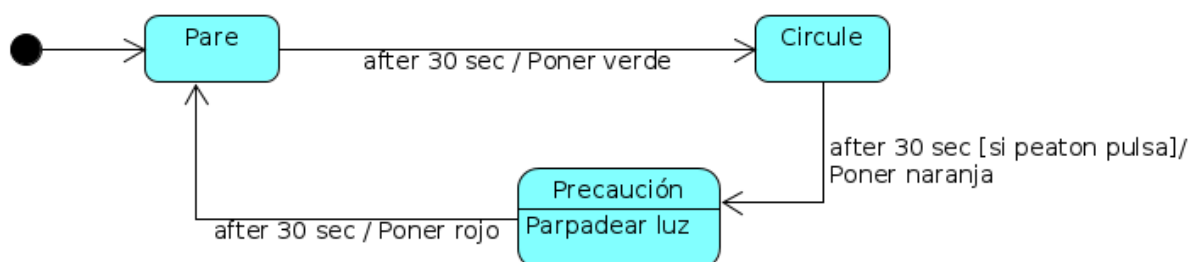 Pare
Circule
after 30 sec / Poner verde
after 30 sec [si peaton pulsa]/
Poner naranja
Precaución
Parpadear luz
after 30 sec / Poner rojo